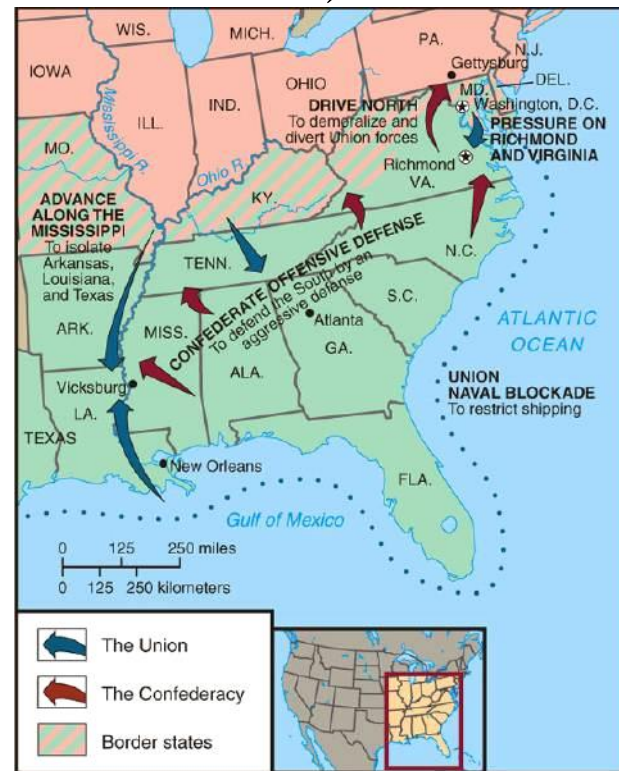 WIS.
MICH.
PA.
Gettysburg
N.J.
IOWA
ILL.
IND.
OHIO
MD.
DEL.
Washington, D.C.
DRIVE NORTH
To demeralize and
divert Union forces
PRESSURE ON
RICHMOND
AND VIRGINIA
Mississippi R.
Ohio R.
MO.
KY.
Richmond
VA.
ADVANCE
ALONG THE
MISSISSIPPI
To isolate
Arkansas,
Louisiana,
and Texas
TENN.
N.C.
CONFEDERATE OFFENSIVE DEFENSE
To defend the South by an
aggressive defense
S.C.
ARK.
MISS.
Atlanta
ALA.
GA.
ATLANTIC
OCEAN
Vicksburg
LA.
TEXAS
UNION
NAVAL BLOCKADE
To restrict shipping
New Orleans
FLA.
Gulf of Mexico
0 125 250 miles
0 125 250 kilometers
The Union
The Confederacy
Border states